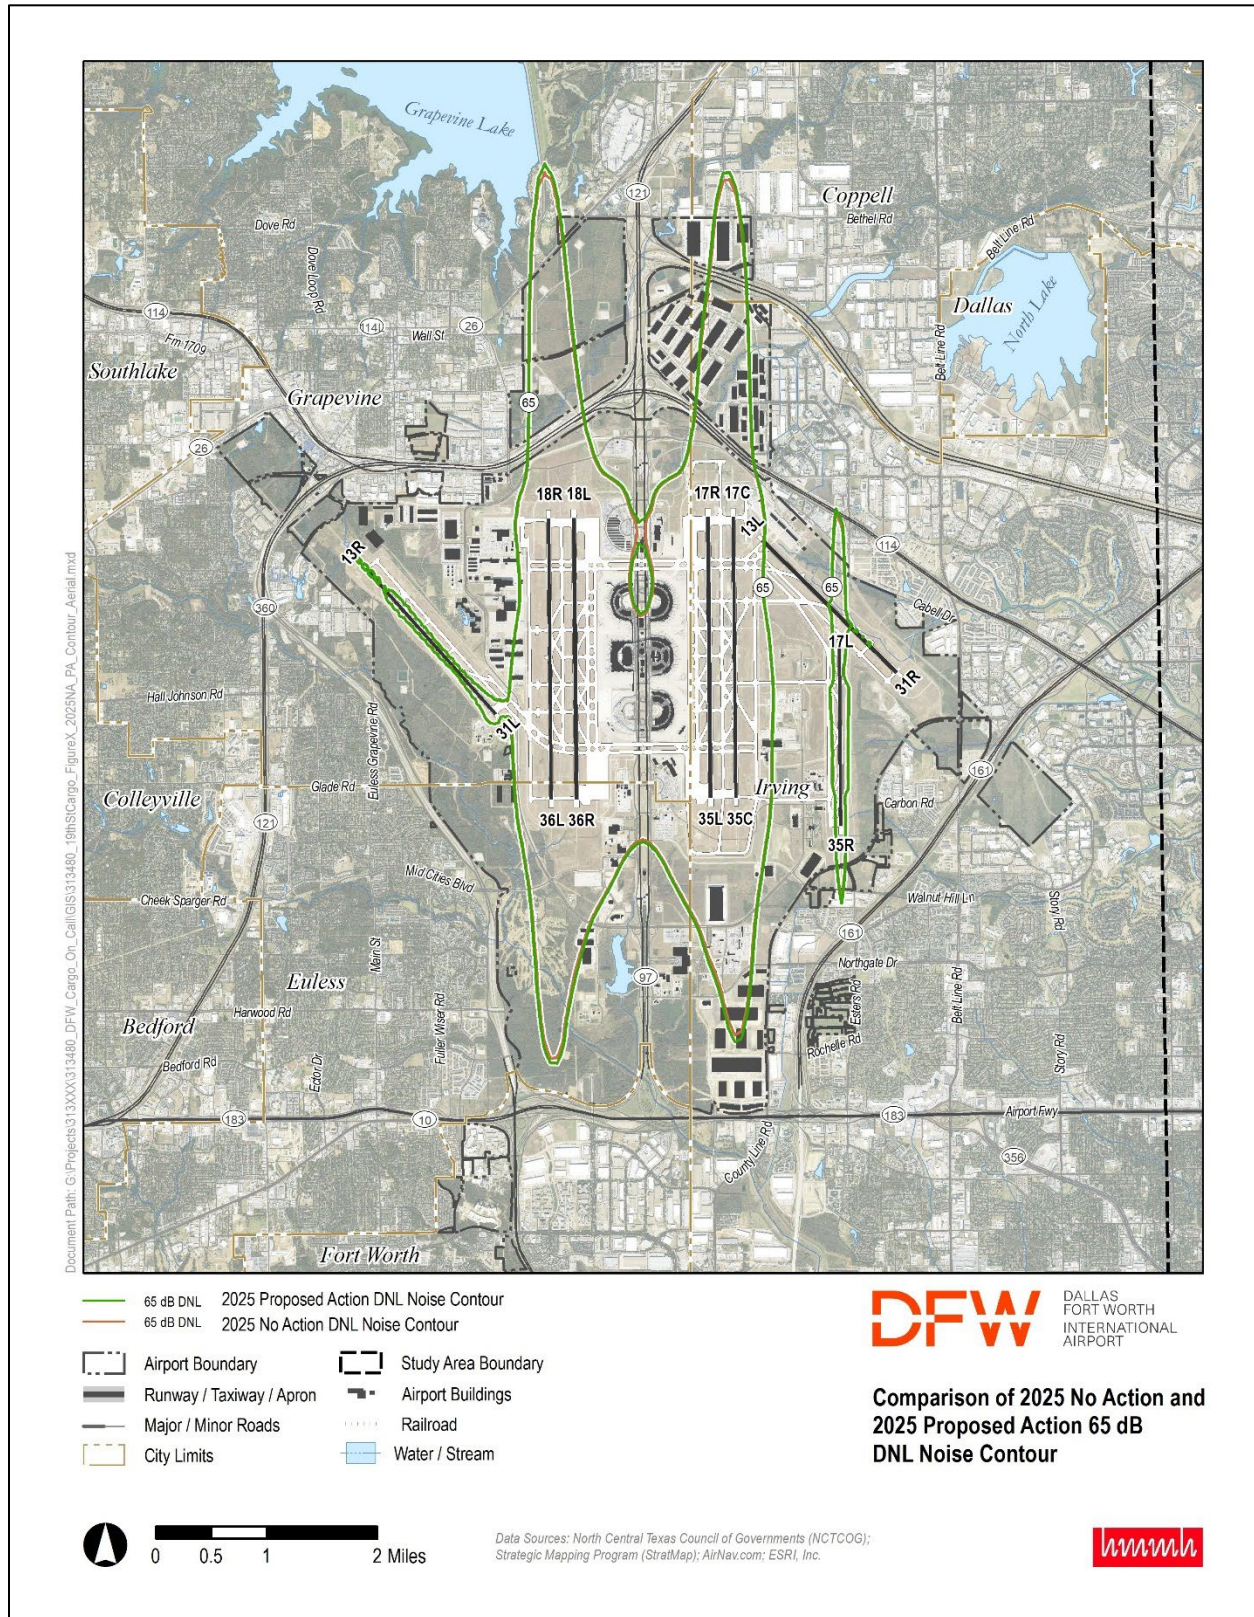 Grapevine Lake
121
Coppell
Bethel Rd
Belt Line Rd
Dove Rd
Dove Loop Rd
Dallas
North Lake
114
114L
Wall St
26
Fm 1709
Belt Line Rd
Southlake
Grapevine
65
26
18R 18L
17R 17C
13L
114
13R
65
65
Cabell Dr
360
17L
31R
Hall Johnson Rd
Euless Grapevine Rd
31L
161
Glade Rd
Irving
Colleyville
Carbon Rd
121
36L 36R
35L 35C
35R
Mid Cities Blvd
Cheek Sparger Rd
Walnut Hill Ln
Story Rd
161
Main St
Northgate Dr
Euless
97
Esters Rd
Belt Line Rd
Harwood Rd
Bedford
Fuller Wiser Rd
Rochelle Rd
Story Rd
Bedford Rd
Ector Dr
183
10
183
Airport Fwy
County Line Rd
356
Fort Worth
Document Path: G:\Projects\313XXX\313480_DFW_Cargo_On_Call\GIS\313480_19thStCargo_FigureX_2025NA_PA_Contour_Aerial.mxd
65 dB DNL 2025 Proposed Action DNL Noise Contour
65 dB DNL 2025 No Action DNL Noise Contour
Airport Boundary
Study Area Boundary
Runway / Taxiway / Apron
Airport Buildings
Major / Minor Roads
Railroad
City Limits
Water / Stream
DFW
DALLAS
FORT WORTH
INTERNATIONAL
AIRPORT
Comparison of 2025 No Action and
2025 Proposed Action 65 dB
DNL Noise Contour
0 0.5 1 2 Miles
Data Sources: North Central Texas Council of Governments (NCTCOG);
Strategic Mapping Program (StratMap); AirNav.com; ESRI, Inc.
hmmh